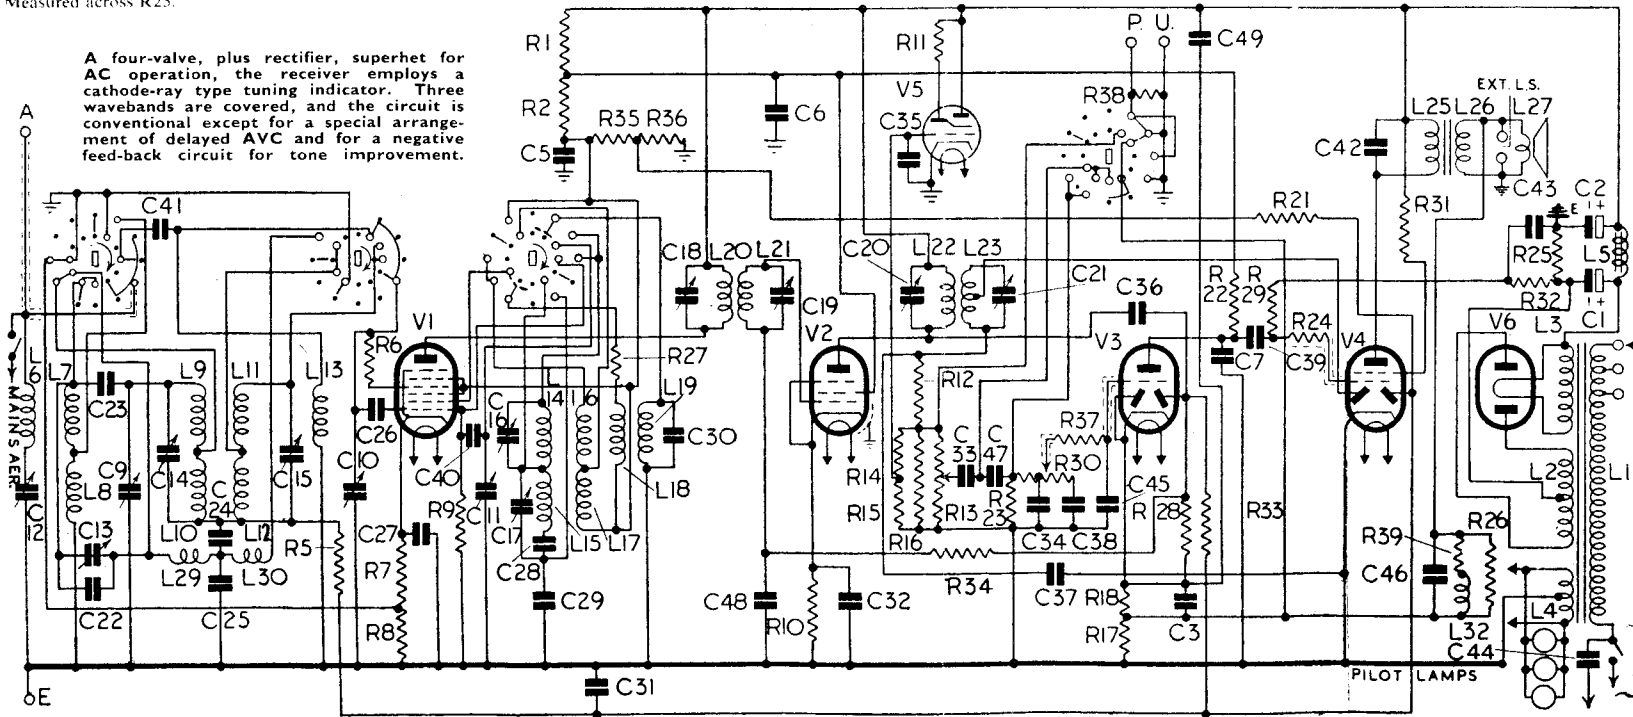 Measured across R25.
A four-valve, plus rectifier, superhet for
AC operation, the receiver employs a
cathode-ray type tuning indicator. Three
wavebands are covered, and the circuit is
conventional except for a special arrange-
ment of delayed AVC and for a negative
feed-back circuit for tone improvement.
R1
R11
P. U.
C49
R2
C6
V5
R38
EXT. L.S.
L25 L26 L27
A
R35 R36
C35
C42
C5
C43
C2
C41
R21
R31
E
R25
L5
C18 L20 L21
C20
L22 L23
C21
R22
R29
R32
C1
C19
C36
L3
V1
V2
V3
V4
V6
R6
R27
R24
C7
C39
L6
L7
L9
L11
L13
L14
L16
L19
R12
MAINS AER
C23
C26
C16
C30
R37
C9
C14
C15
C10
C40
R14
C33
C47
R30
L2
L1
L8
L18
C45
C12
C24
R9
C11
C17
R15
R13
R23
R28
R33
C13
L10
L12
R5
C27
L15
L17
R16
C34
C38
R39
R26
L29
L30
C28
R34
C46
R7
C37
C22
C25
C29
C48
C32
R18
C3
L4
R8
R10
R17
L32
C44
PILOT LAMPS
E
C31